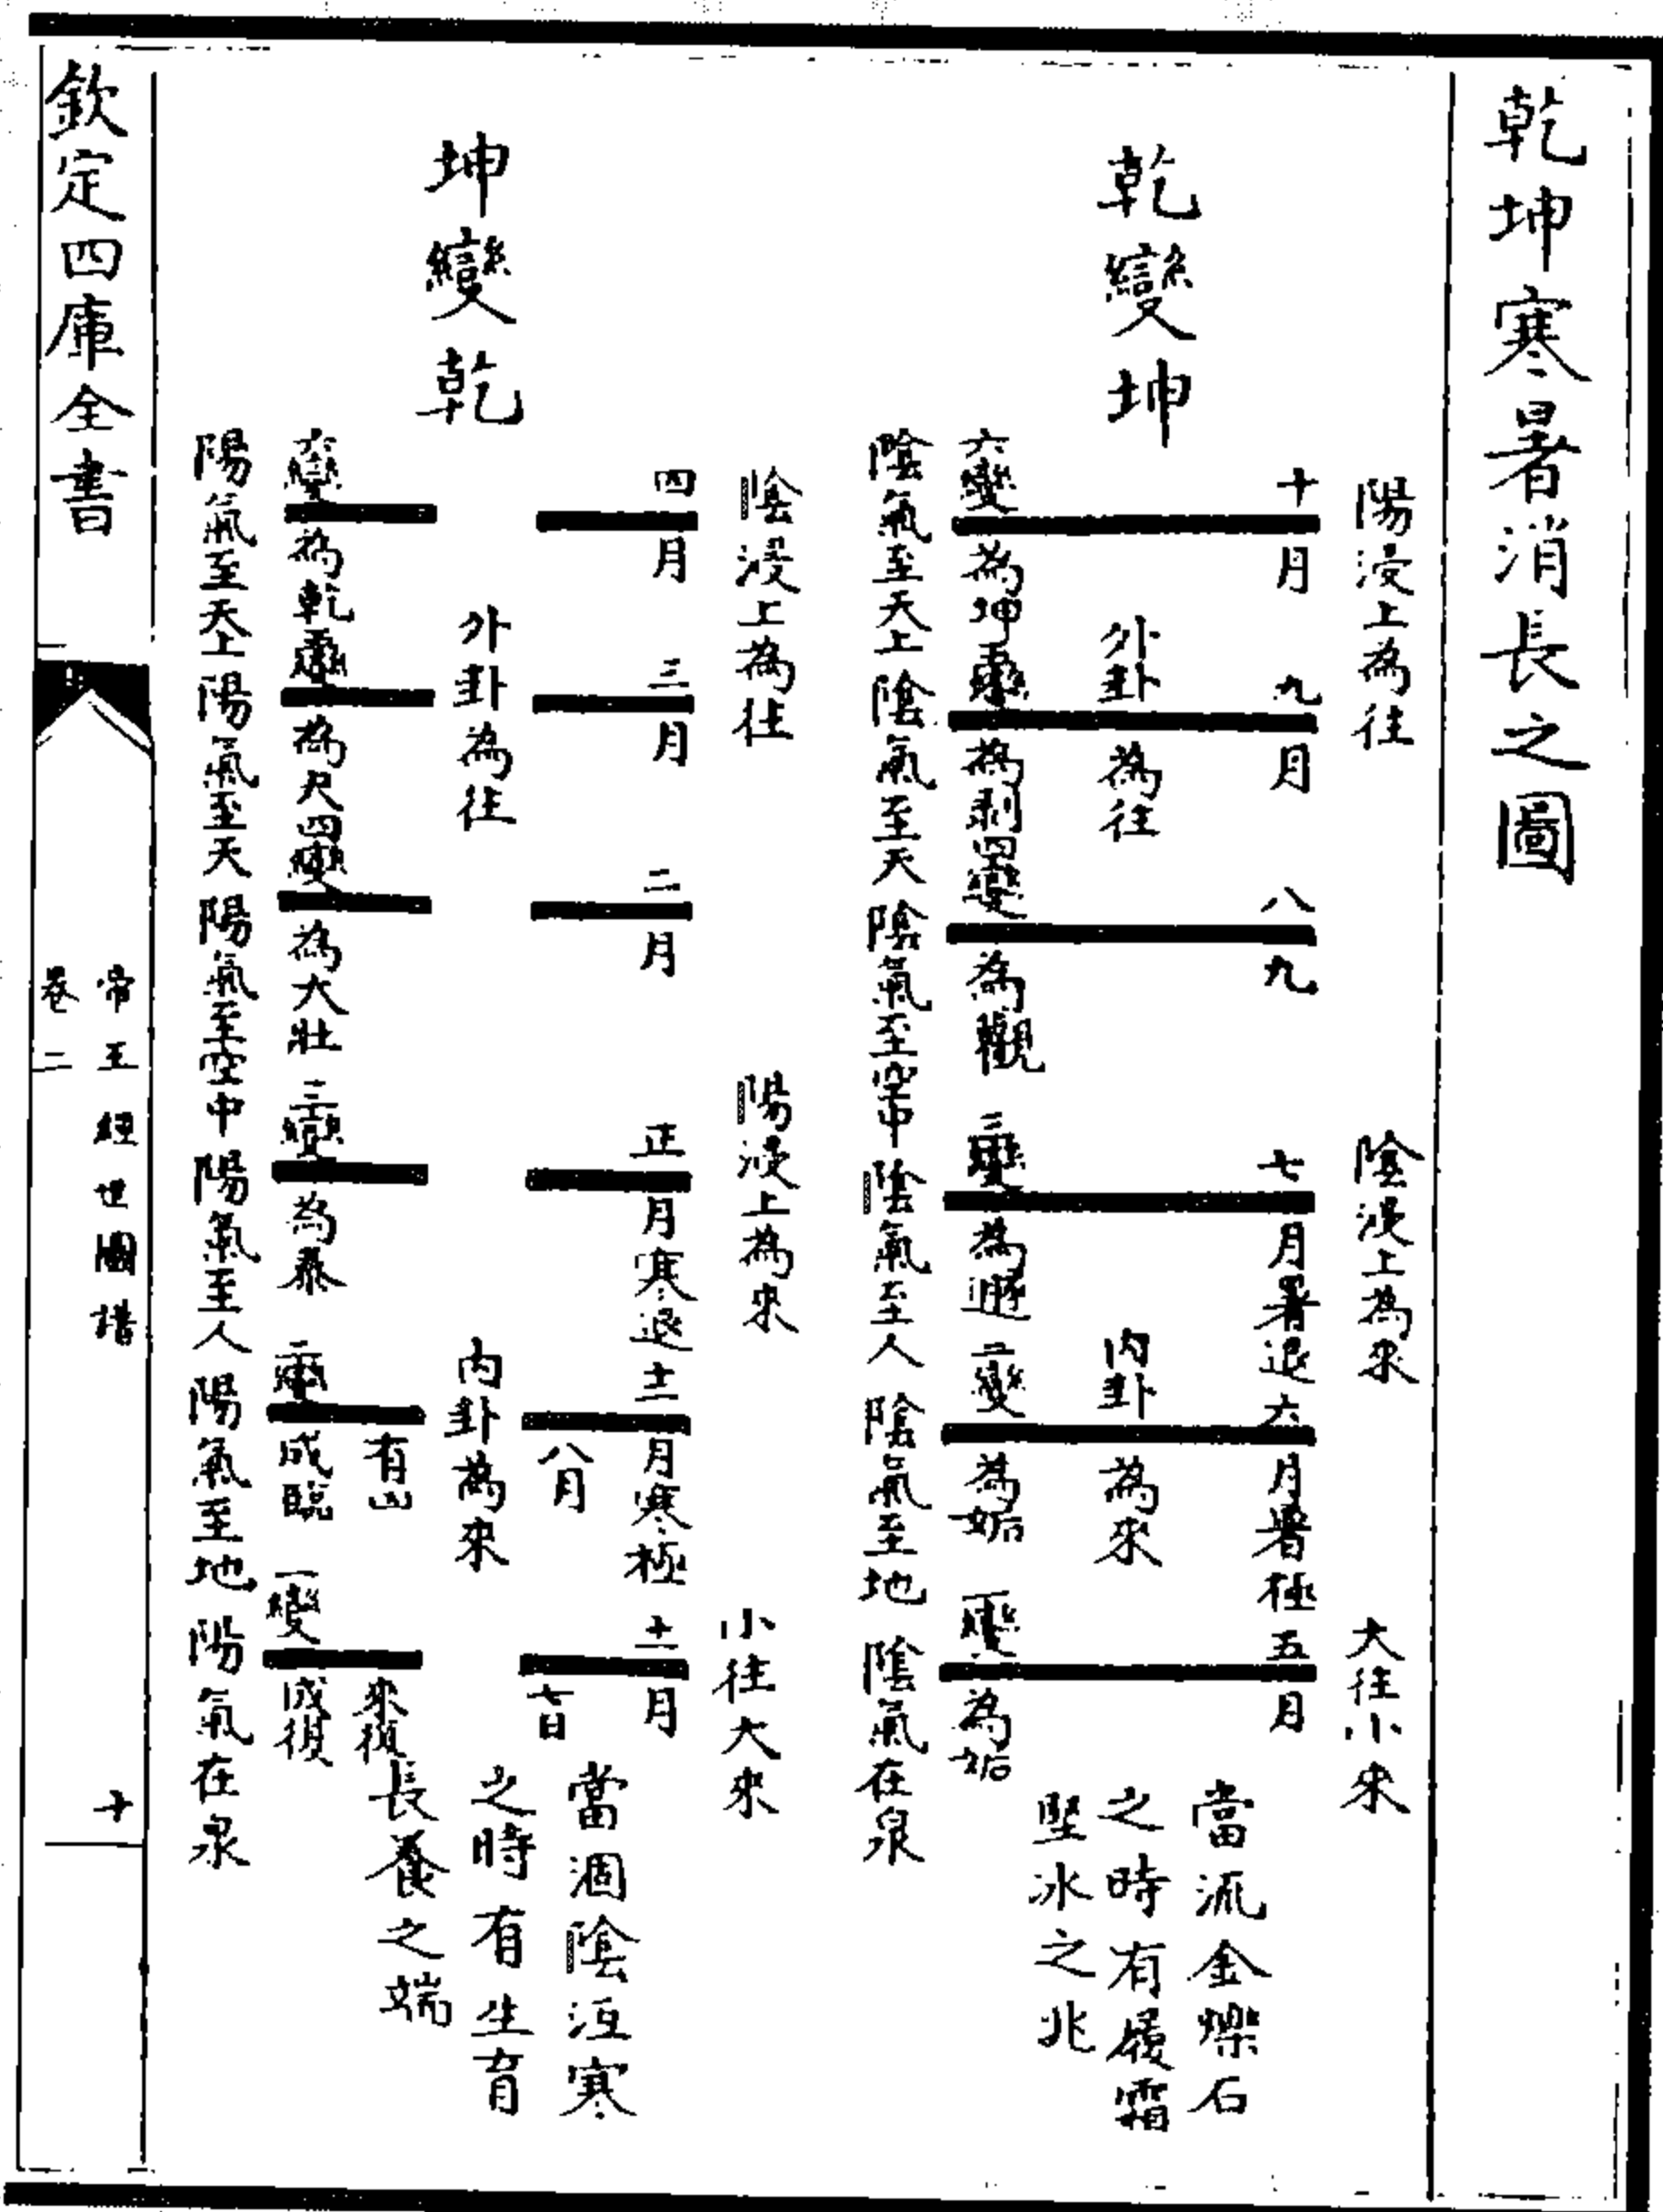 乾坤寒暑消長之圖
陽浸上為往
陰浸上為來
大往小來
乾變坤
十月
九月
八九
七月暑退
六月暑極
五月
外卦為往
內卦為來
六變為坤
為剥
四變為觀
三變為遯
二變為姤
為姤
陰氣至天上
陰氣至天
陰氣至空中
陰氣至人
陰氣至地
陰氣在泉
當流金爍石
之時有履霜
堅冰之兆
陰浸上為往
陽浸上為來
小往大來
坤變乾
四月
三月
二月
正月寒退
十二月寒極
十一月
八月
七日
外卦為往
內卦為來
有凶
來復
六變為乾
為夬
四變為大壯
三變為泰
二變成臨
一變成復
陽氣至天上
陽氣至天
陽氣至空中
陽氣至人
陽氣至地
陽氣在泉
當涸陰沍寒
之時有生育
長養之端
欽定四庫全書
帝王經世圖譜
卷二
十